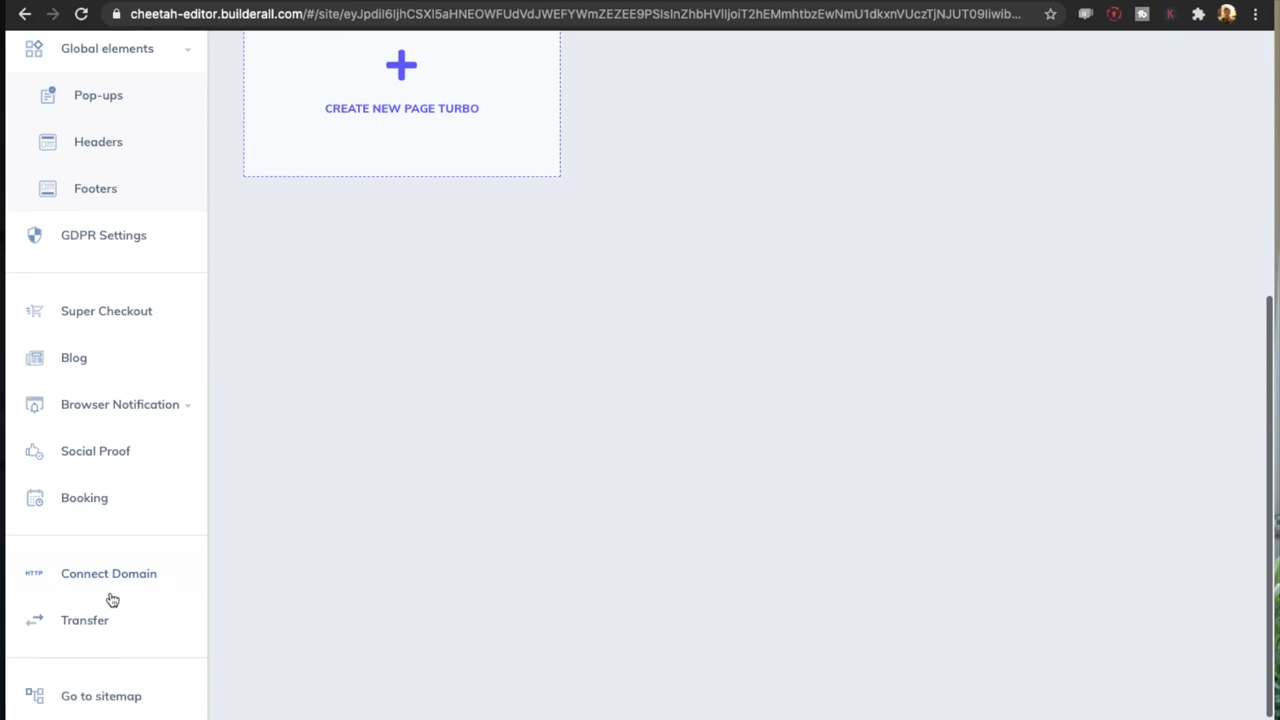 cheetah-editor.builderall.com/#/site/
Global elements
Pop-ups
Headers
Footers
GDPR Settings
Super Checkout
Blog
Browser Notification
Social Proof
Booking
HTTP
Connect Domain
Transfer
Go to sitemap
CREATE NEW PAGE TURBO